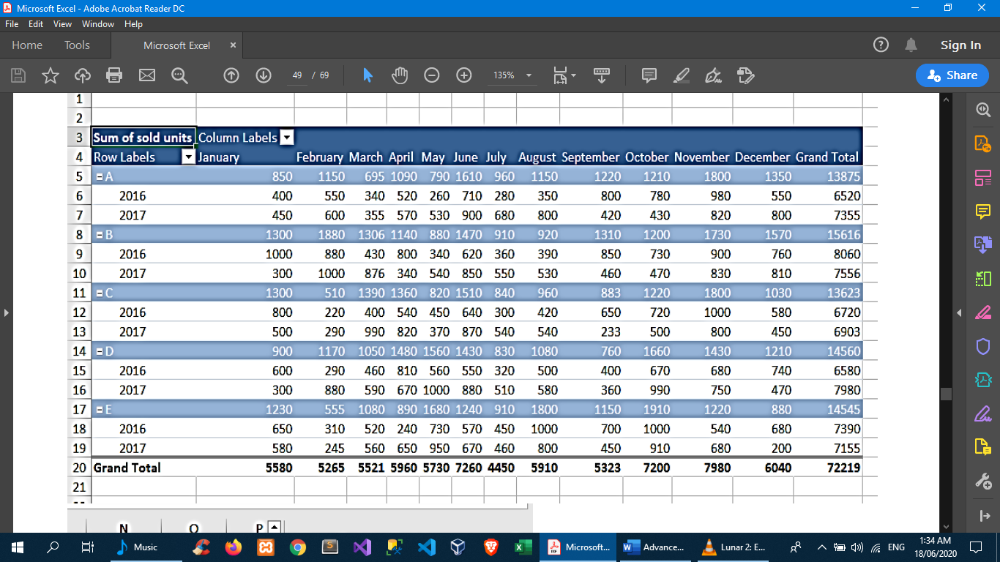 Microsoft Excel - Adobe Acrobat Reader DC
File Edit View Window Help
Home Tools Microsoft Excel × ? Sign In
49 / 69 135% Share
1
2
3 Sum of sold units Column Labels
4 Row Labels January February March April May June July August September October November December Grand Total
5 A 850 1150 695 1090 790 1610 960 1150 1220 1210 1800 1350 13875
6 2016 400 550 340 520 260 710 280 350 800 780 980 550 6520
7 2017 450 600 355 570 530 900 680 800 420 430 820 800 7355
8 B 1300 1880 1306 1140 880 1470 910 920 1310 1200 1730 1570 15616
9 2016 1000 880 430 800 340 620 360 390 850 730 900 760 8060
10 2017 300 1000 876 340 540 850 550 530 460 470 830 810 7556
11 C 1300 510 1390 1360 820 1510 840 960 883 1220 1800 1030 13623
12 2016 800 220 400 540 450 640 300 420 650 720 1000 580 6720
13 2017 500 290 990 820 370 870 540 540 233 500 800 450 6903
14 D 900 1170 1050 1480 1560 1430 830 1080 760 1660 1430 1210 14560
15 2016 600 290 460 810 560 550 320 500 400 670 680 740 6580
16 2017 300 880 590 670 1000 880 510 580 360 990 750 470 7980
17 E 1230 555 1080 890 1680 1240 910 1800 1150 1910 1220 880 14545
18 2016 650 310 520 240 730 570 450 1000 700 1000 540 680 7390
19 2017 580 245 560 650 950 670 460 800 450 910 680 200 7155
20 Grand Total 5580 5265 5521 5960 5730 7260 4450 5910 5323 7200 7980 6040 72219
21
N O P
Music Microsoft... Advance... Lunar 2: E... ENG 1:34 AM
18/06/2020